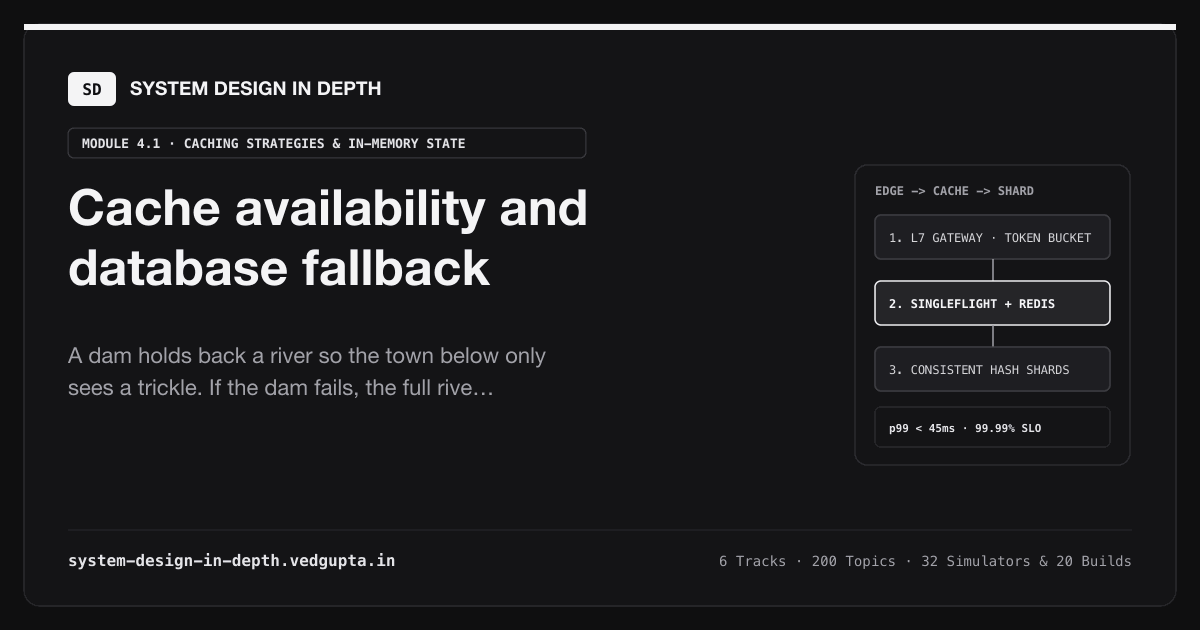 SD SYSTEM DESIGN IN DEPTH
MODULE 4.1 · CACHING STRATEGIES & IN-MEMORY STATE
Cache availability and
database fallback
A dam holds back a river so the town below only
sees a trickle. If the dam fails, the full rive…
EDGE -> CACHE -> SHARD
1. L7 GATEWAY · TOKEN BUCKET
2. SINGLEFLIGHT + REDIS
3. CONSISTENT HASH SHARDS
p99 < 45ms · 99.99% SLO
system-design-in-depth.vedgupta.in
6 Tracks · 200 Topics · 32 Simulators & 20 Builds